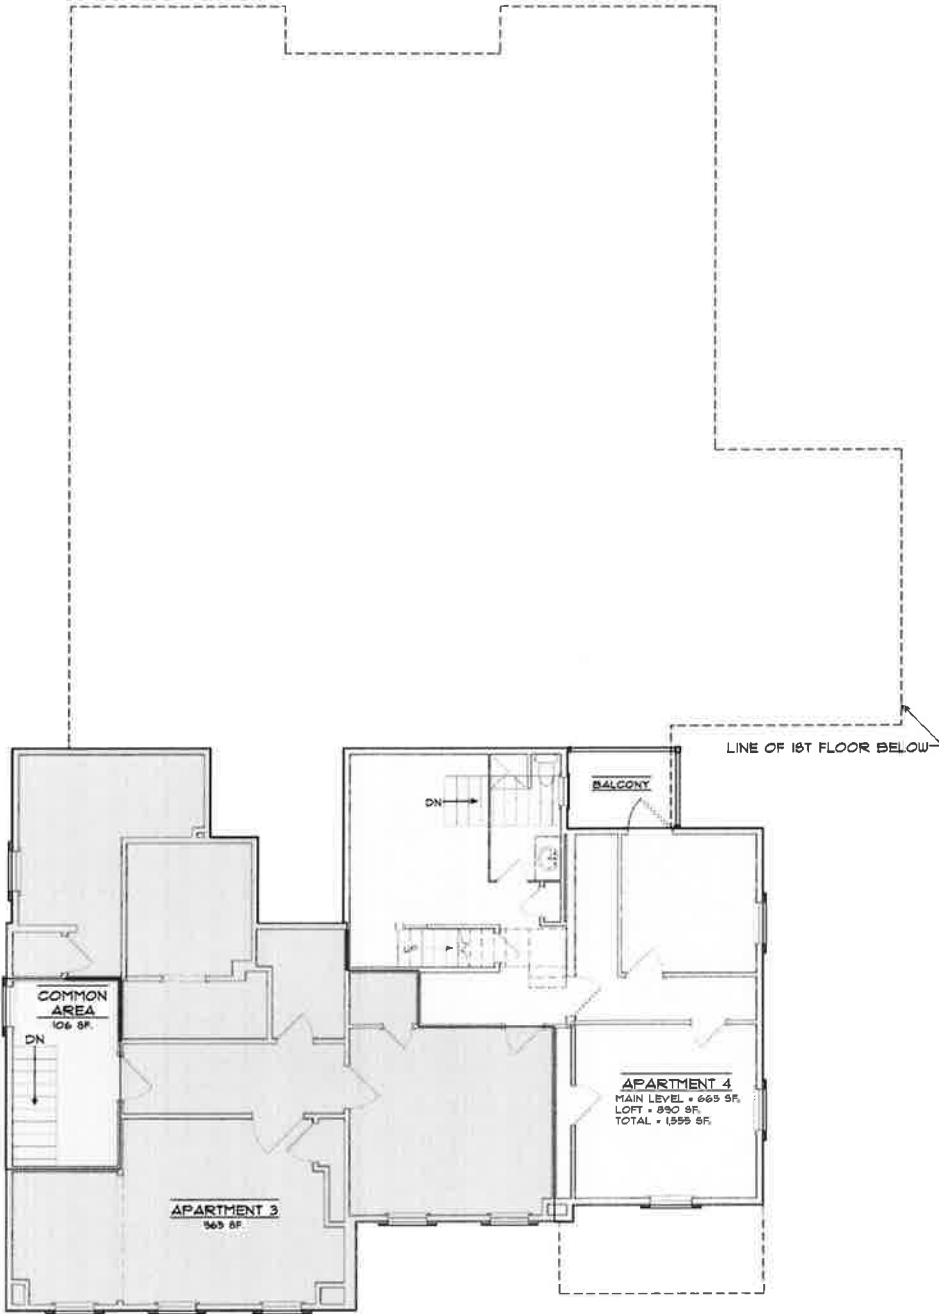 LINE OF 1ST FLOOR BELOW
BALCONY
DN
UP
COMMON
AREA
106 SF.
DN
APARTMENT 4
MAIN LEVEL = 665 SF.
LOFT = 890 SF.
TOTAL = 1,555 SF.
APARTMENT 3